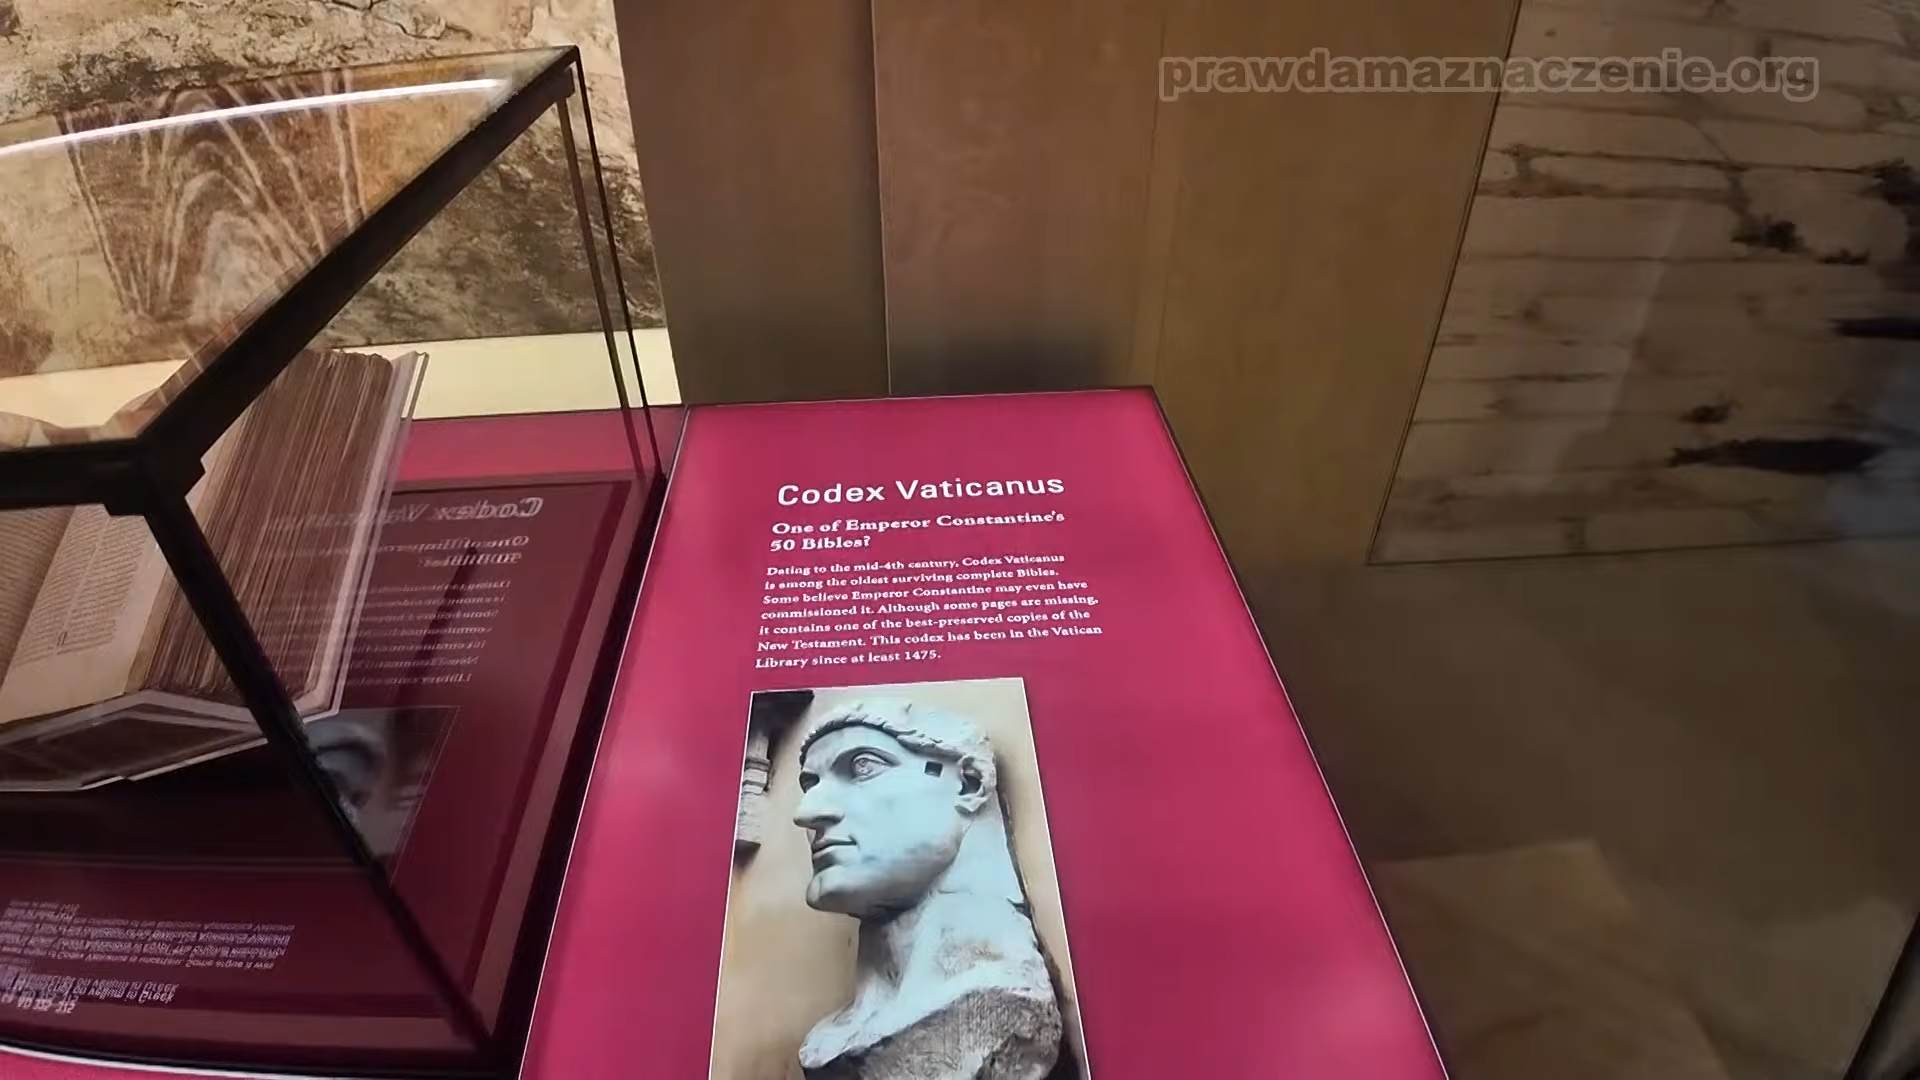 prawdamaznaczenie.org
Codex Vaticanus
One of Emperor Constantine's
50 Bibles?
Dating to the mid-4th century, Codex Vaticanus
is among the oldest surviving complete Bibles.
Some believe Emperor Constantine may even have
commissioned it. Although some pages are missing,
it contains one of the best-preserved copies of the
New Testament. This codex has been in the Vatican
Library since at least 1475.